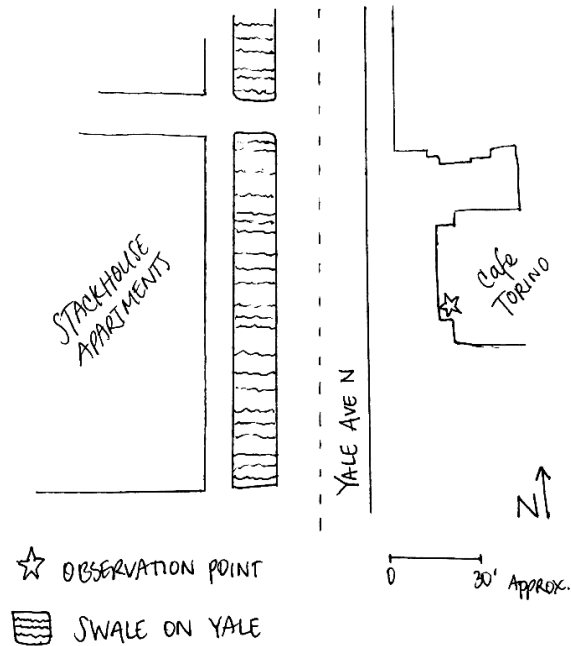 STACKHOUSE
APARTMENTS
Cafe
TORINO
YALE AVE N
N
OBSERVATION POINT
0 30' APPROX.
SWALE ON YALE